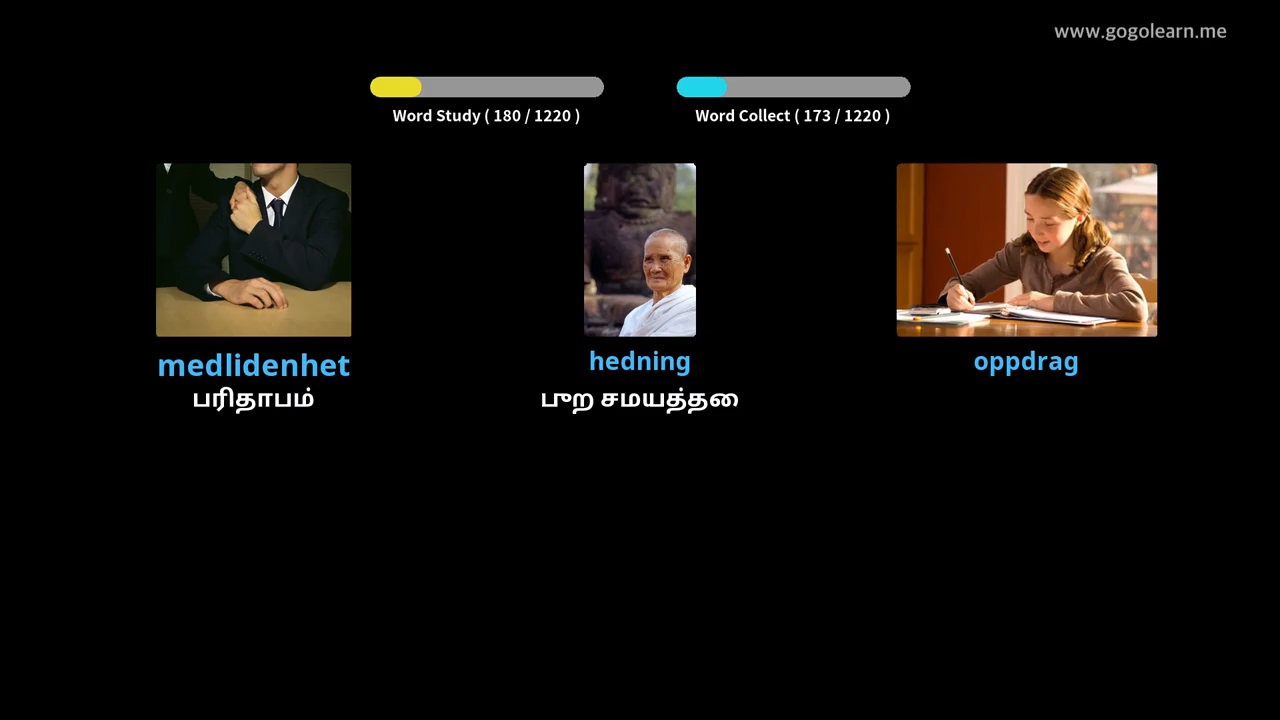 www.gogolearn.me
Word Study ( 180 / 1220 )
Word Collect ( 173 / 1220 )
medlidenhet
hedning
oppdrag
பரிதாபம்
புற சமயத்தை